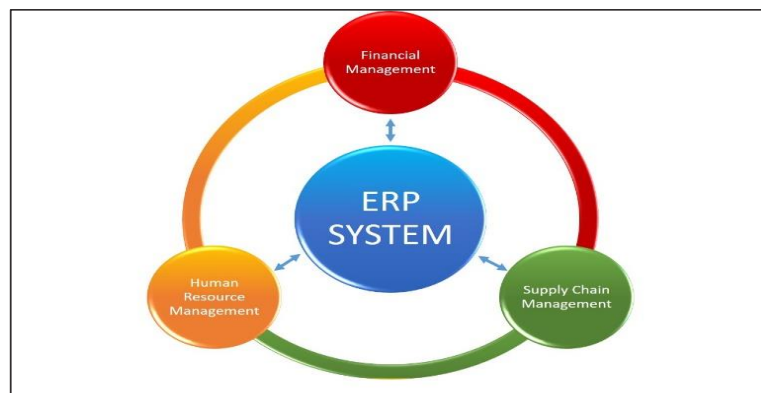 Financial
Management
ERP
SYSTEM
Human
Resource
Management
Supply Chain
Management